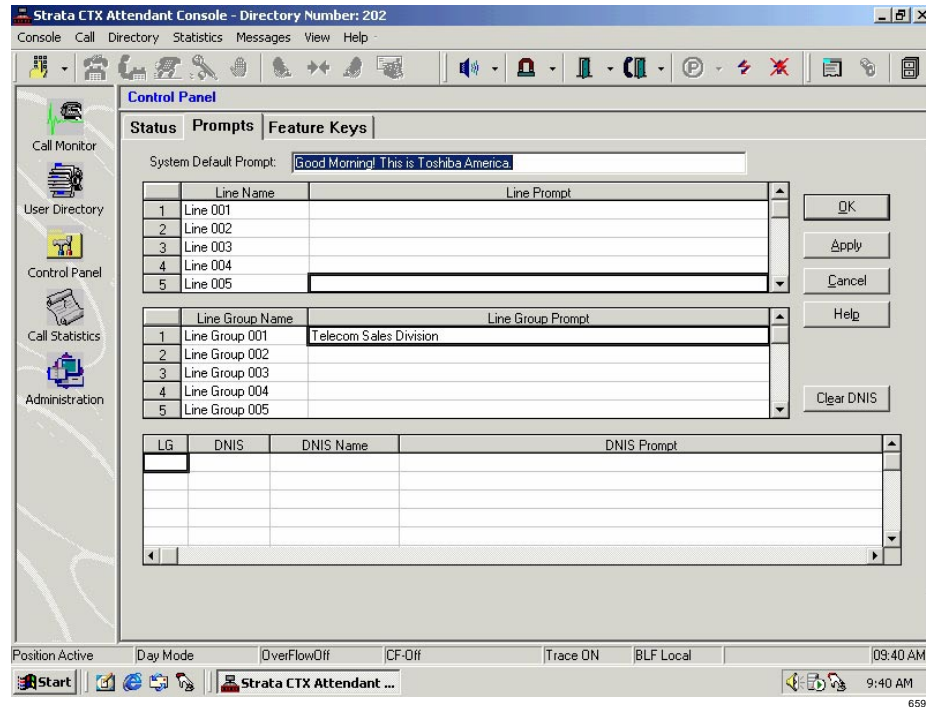 Strata CTX Attendant Console - Directory Number: 202
Console Call Directory Statistics Messages View Help
Call Monitor
User Directory
Control Panel
Call Statistics
Administration
Control Panel
Status Prompts Feature Keys
System Default Prompt: Good Morning! This is Toshiba America.
Line Name Line Prompt
1 Line 001
2 Line 002
3 Line 003
4 Line 004
5 Line 005
Line Group Name Line Group Prompt
1 Line Group 001 Telecom Sales Division
2 Line Group 002
3 Line Group 003
4 Line Group 004
5 Line Group 005
LG DNIS DNIS Name DNIS Prompt
OK
Apply
Cancel
Help
Clear DNIS
Position Active Day Mode OverFlowOff CF-Off Trace ON BLF Local 09:40 AM
Start Strata CTX Attendant ... 9:40 AM
659